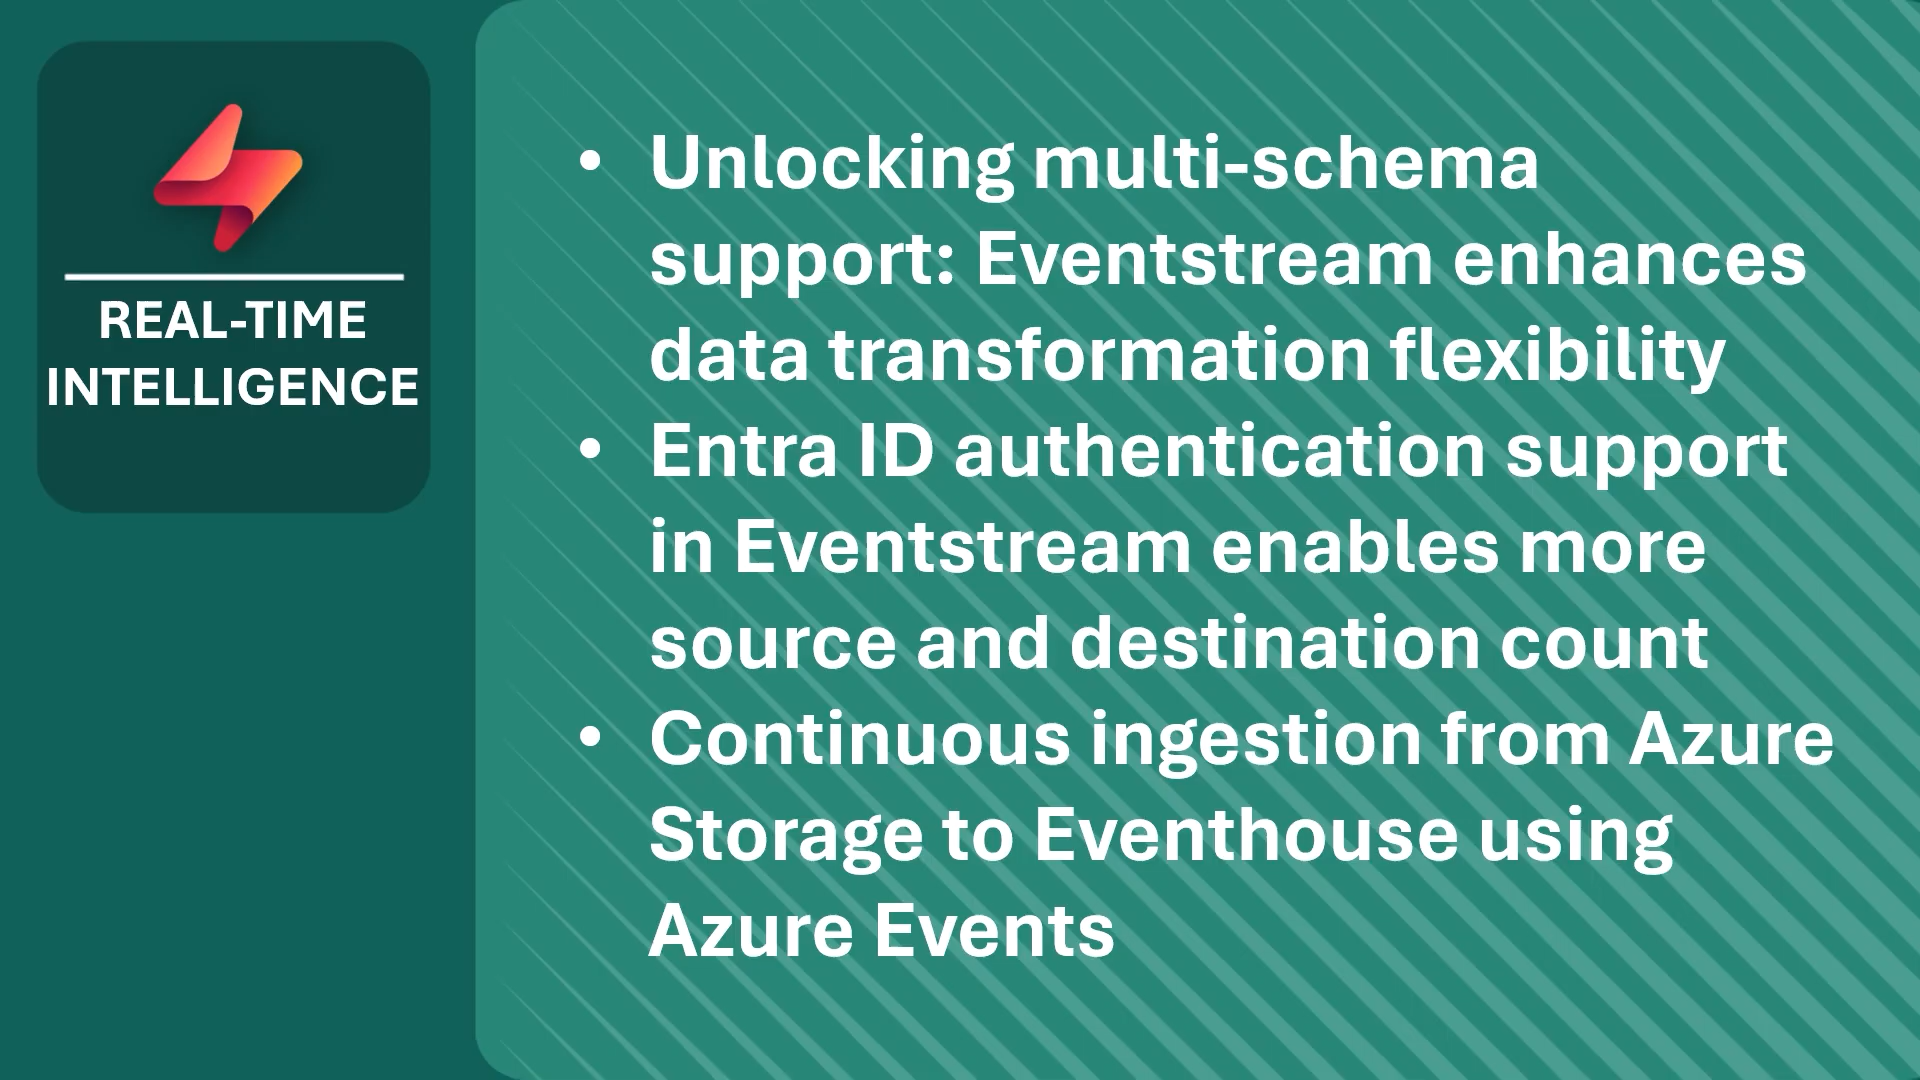 REAL-TIME
INTELLIGENCE
• Unlocking multi-schema
support: Eventstream enhances
data transformation flexibility
• Entra ID authentication support
in Eventstream enables more
source and destination count
• Continuous ingestion from Azure
Storage to Eventhouse using
Azure Events